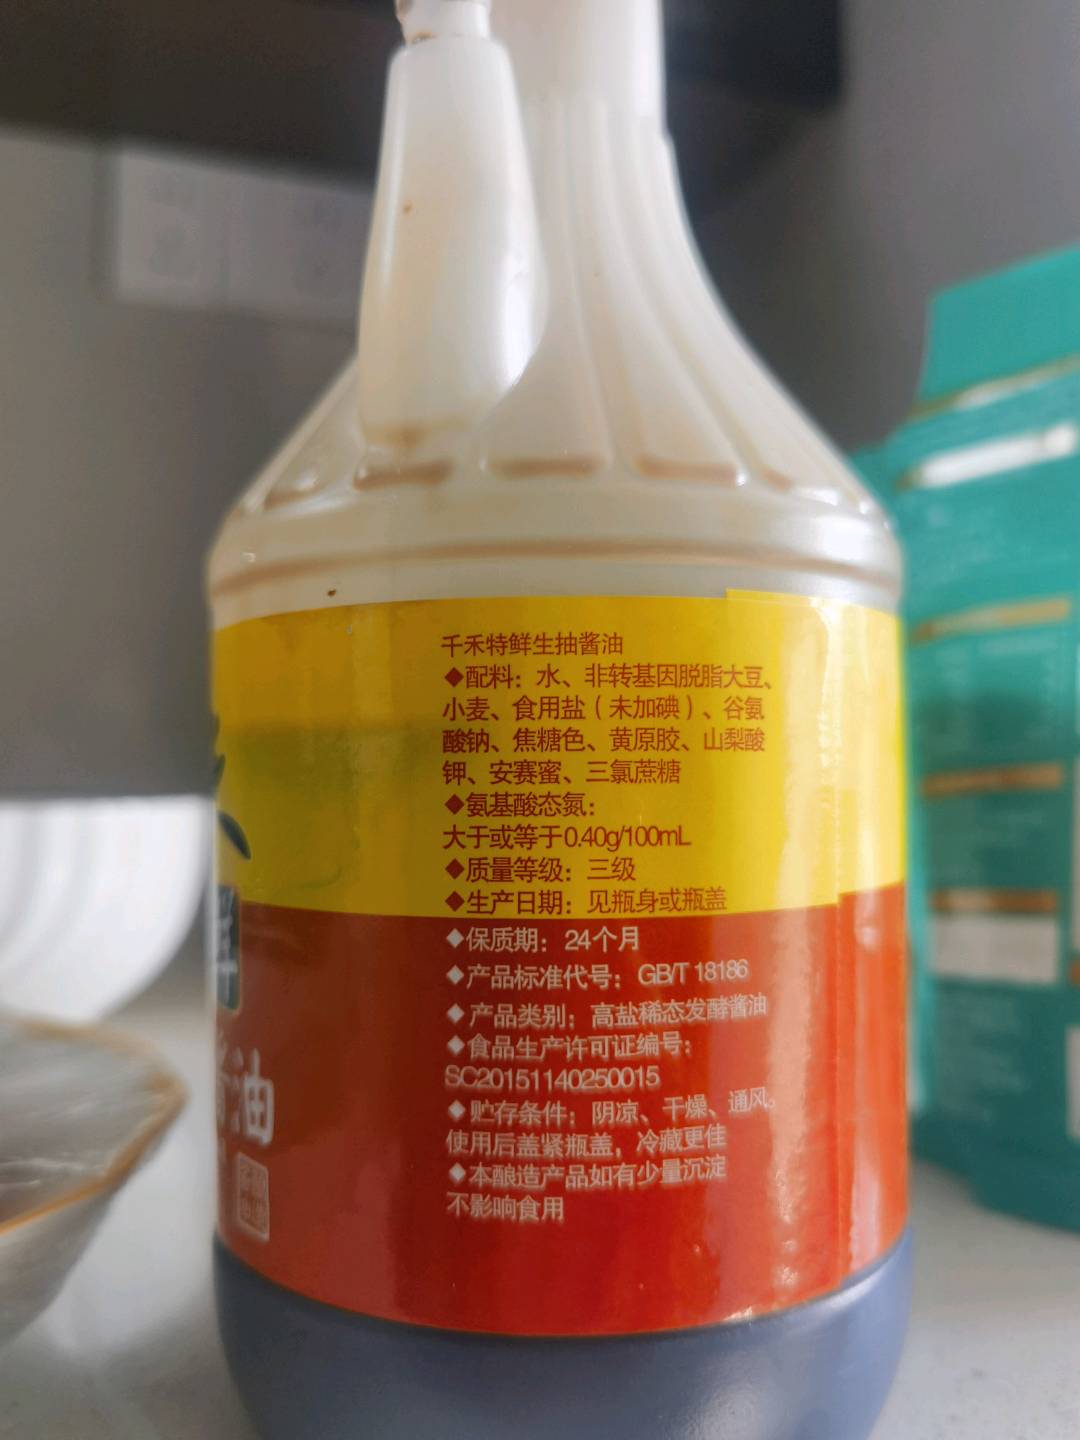 千禾特鲜生抽酱油
◆配料：水、非转基因脱脂大豆、
小麦、食用盐（未加碘）、谷氨
酸钠、焦糖色、黄原胶、山梨酸
钾、安赛蜜、三氯蔗糖
◆氨基酸态氮：
大于或等于0.40g/100mL
◆质量等级：三级
◆生产日期：见瓶身或瓶盖
◆保质期：24个月
◆产品标准代号：GB/T 18186
◆产品类别：高盐稀态发酵酱油
◆食品生产许可证编号：
SC20151140250015
◆贮存条件：阴凉、干燥、通风。
使用后盖紧瓶盖，冷藏更佳
◆本酿造产品如有少量沉淀
不影响食用
油